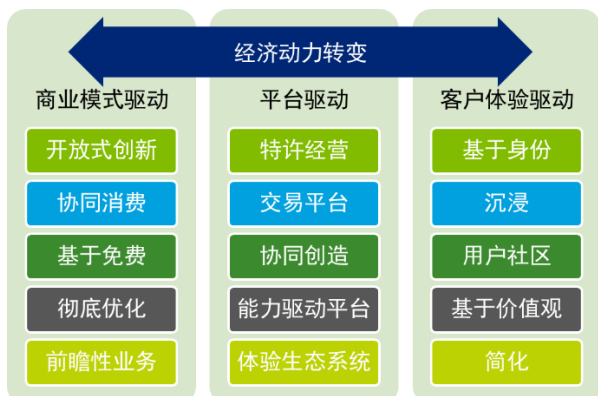 经济动力转变
商业模式驱动
开放式创新
协同消费
基于免费
彻底优化
前瞻性业务
平台驱动
特许经营
交易平台
协同创造
能力驱动平台
体验生态系统
客户体验驱动
基于身份
沉浸
用户社区
基于价值观
简化